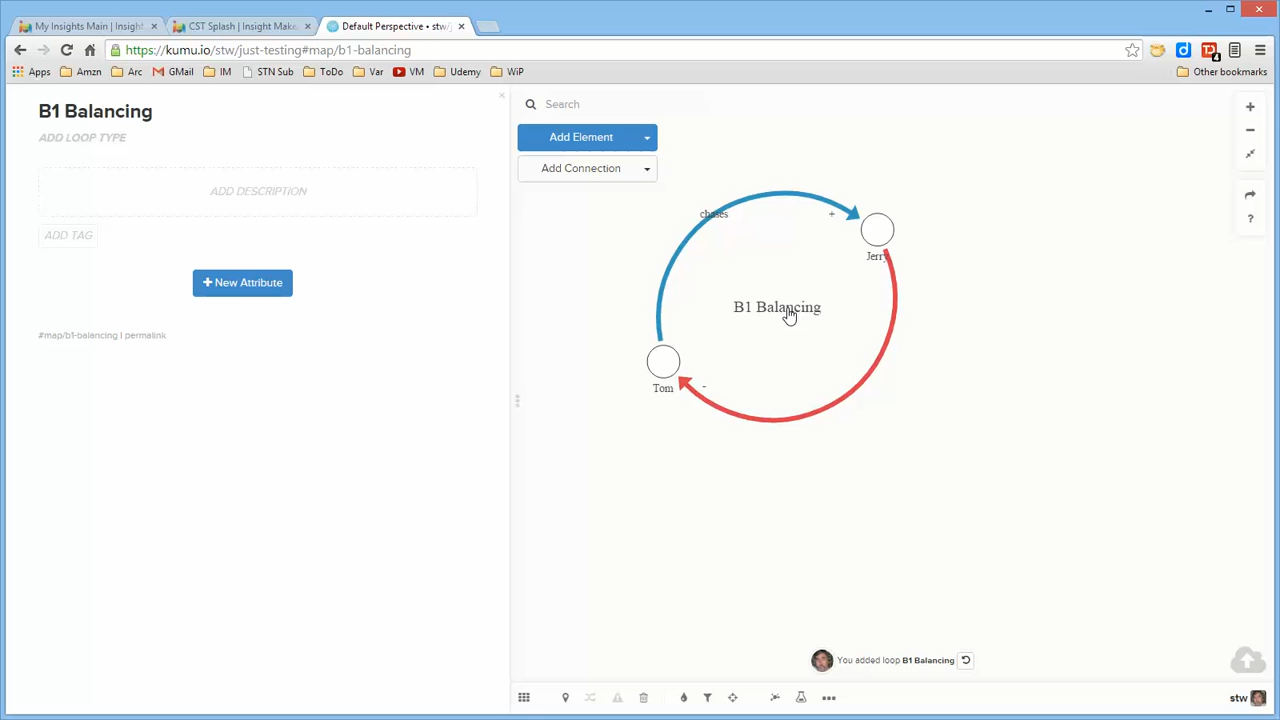 My Insights Main | Insight
CST Splash | Insight Make
Default Perspective • stw/j
https://kumu.io/stw/just-testing#map/b1-balancing
Apps Amzn Arc GMail IM STN Sub ToDo Var VM Udemy WiP Other bookmarks
B1 Balancing
ADD LOOP TYPE
ADD DESCRIPTION
ADD TAG
+ New Attribute
#map/b1-balancing | permalink
Search
Add Element
Add Connection
chases
+
Jerry
B1 Balancing
Tom
-
+
-
?
You added loop B1 Balancing
stw